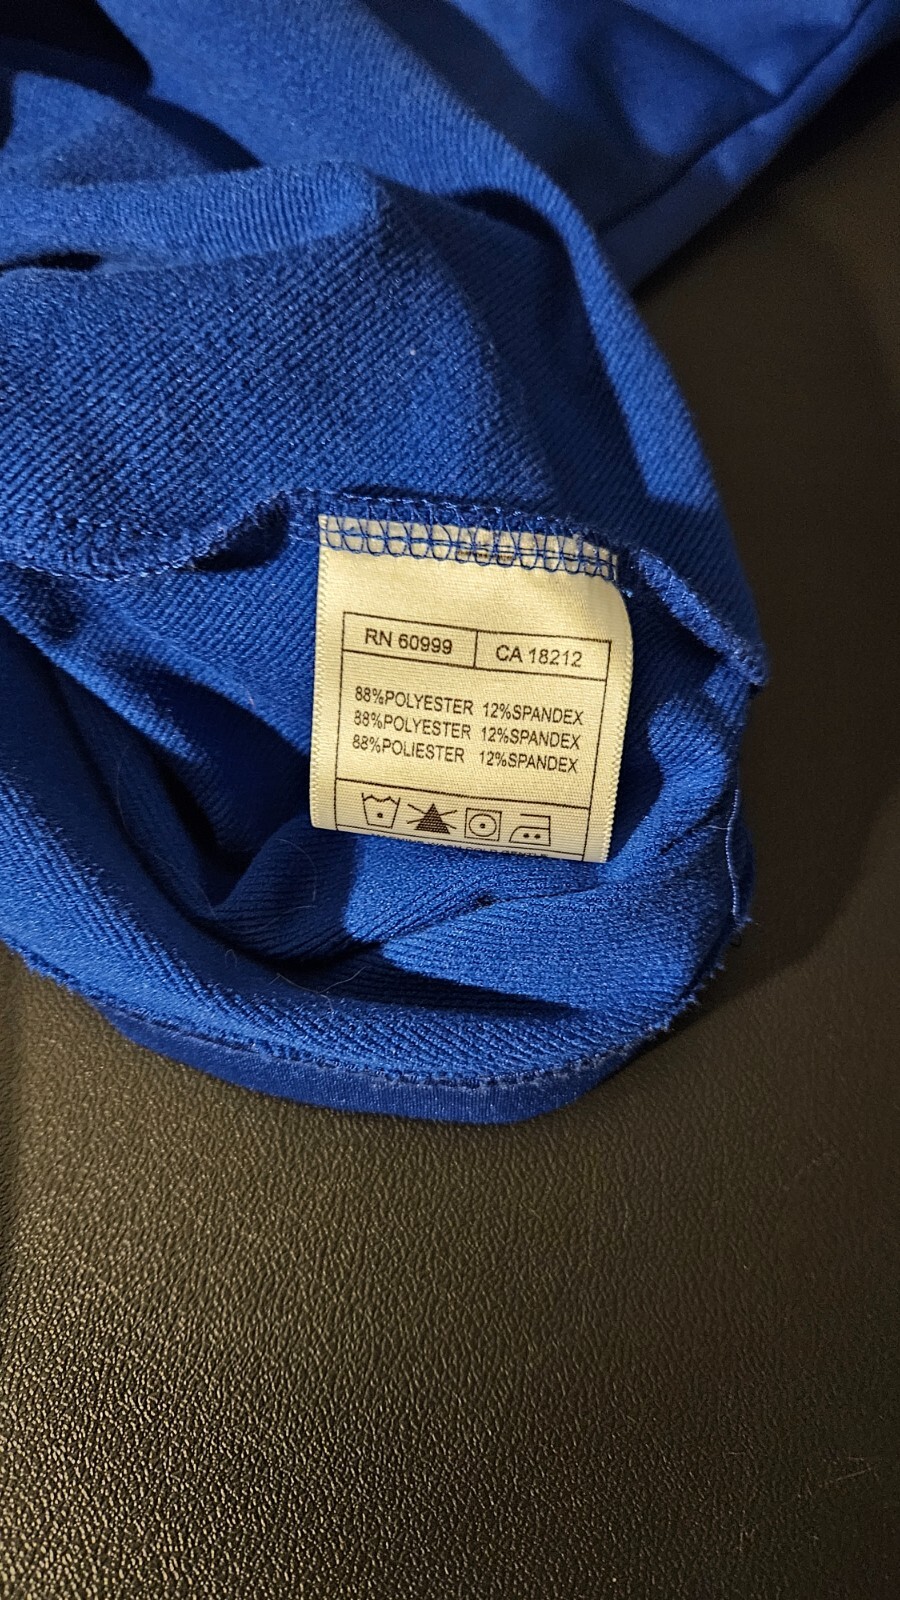 RN 60999 CA 18212
88%POLYESTER 12%SPANDEX
88%POLYESTER 12%SPANDEX
88%POLIESTER 12%SPANDEX